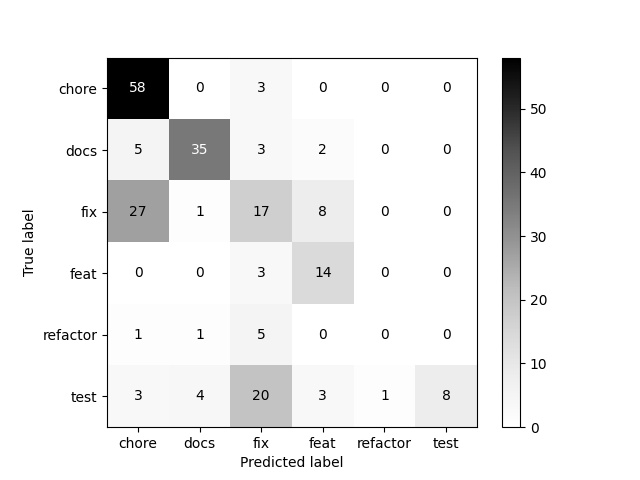 chore 58 0 3 0 0 0
docs 5 35 3 2 0 0
fix 27 1 17 8 0 0
feat 0 0 3 14 0 0
refactor 1 1 5 0 0 0
test 3 4 20 3 1 8
chore docs fix feat refactor test
Predicted label
True label
50
40
30
20
10
0